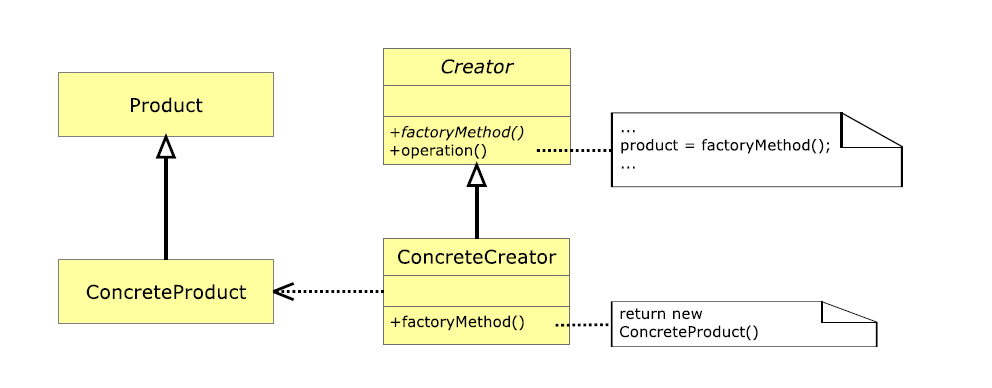 Product
ConcreteProduct
Creator
+factoryMethod()
+operation()
...
product = factoryMethod();
...
ConcreteCreator
+factoryMethod()
return new
ConcreteProduct()